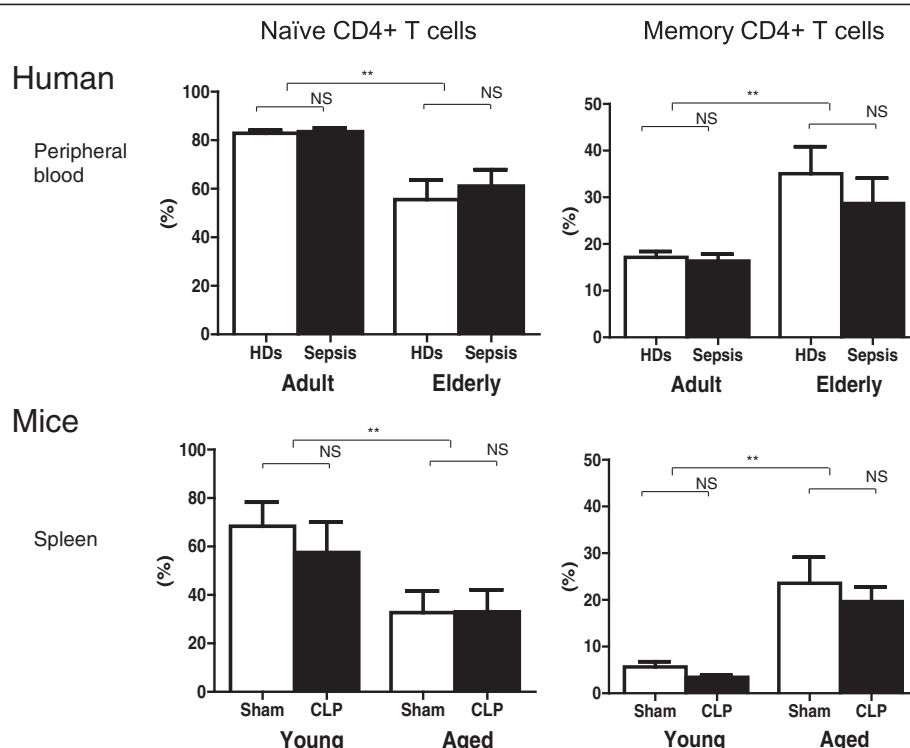 Naïve CD4+ T cells
Memory CD4+ T cells
Human
Peripheral
blood
**
NS
NS
100
80
60
40
20
0
(%)
HDs Sepsis HDs Sepsis
Adult Elderly
**
NS
NS
50
40
30
20
10
0
(%)
HDs Sepsis HDs Sepsis
Adult Elderly
Mice
Spleen
**
NS
NS
100
80
60
40
20
0
(%)
Sham CLP Sham CLP
Young Aged
**
NS
NS
50
40
30
20
10
0
(%)
Sham CLP Sham CLP
Young Aged